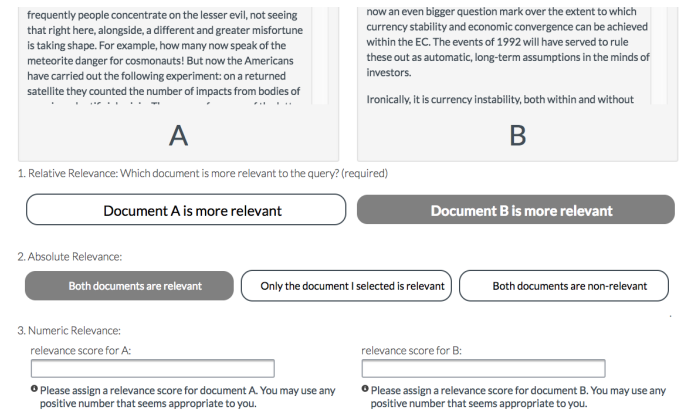 frequently people concentrate on the lesser evil, not seeing
that right here, alongside, a different and greater misfortune
is taking shape. For example, how many now speak of the
meteorite danger for cosmonauts! But now the Americans
have carried out the following experiment: on a returned
satellite they counted the number of impacts from bodies of
A
now an even bigger question mark over the extent to which
currency stability and economic convergence can be achieved
within the EC. The events of 1992 will have served to rule
these out as automatic, long-term assumptions in the minds of
investors.
Ironically, it is currency instability, both within and without
B
1. Relative Relevance: Which document is more relevant to the query? (required)
Document A is more relevant
Document B is more relevant
2. Absolute Relevance:
Both documents are relevant
Only the document I selected is relevant
Both documents are non-relevant
3. Numeric Relevance:
relevance score for A:
Please assign a relevance score for document A. You may use any
positive number that seems appropriate to you.
relevance score for B:
Please assign a relevance score for document B. You may use any
positive number that seems appropriate to you.